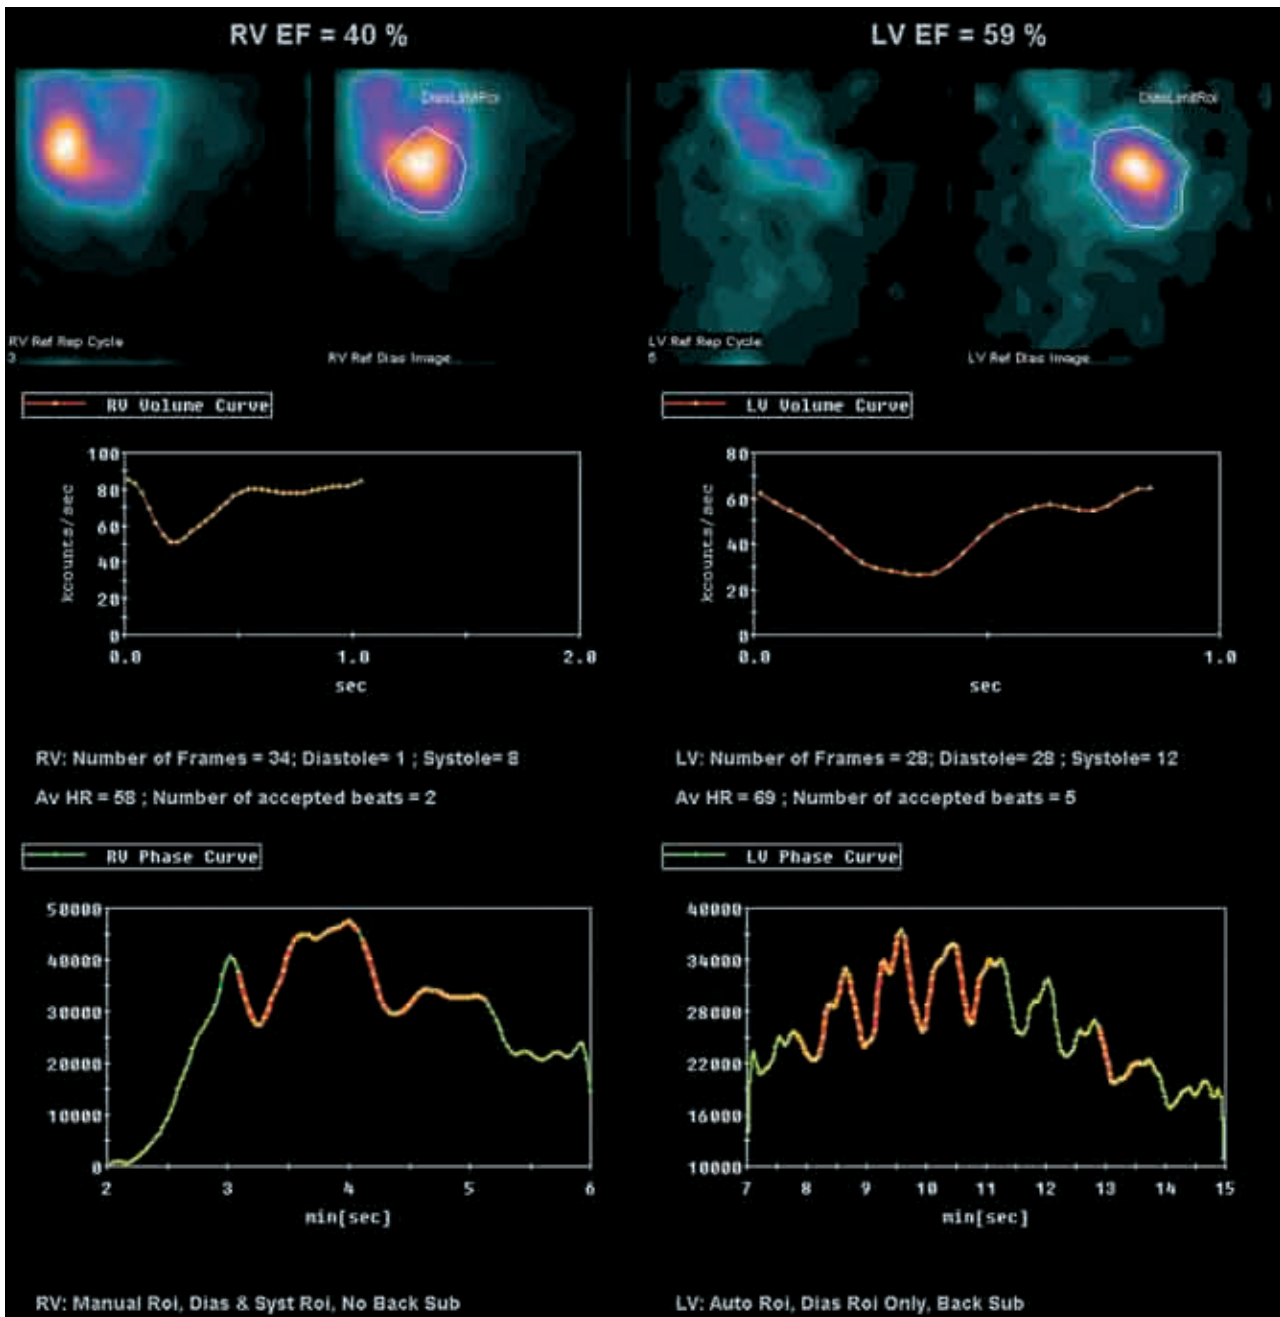 RV EF = 40 %
LV EF = 59 %
DiasLimitRoi
DiasLimitRoi
RV Ref Rep Cycle
3
RV Ref Dias Image
LV Ref Rep Cycle
LV Ref Dias Image
RV Volume Curve
100
80
60
40
20
0
kcounts/sec
0.0 1.0 2.0
sec
LV Volume Curve
80
60
40
20
0
kcounts/sec
0.0 1.0
sec
RV: Number of Frames = 34; Diastole= 1 ; Systole= 8
Av HR = 58 ; Number of accepted beats = 2
LV: Number of Frames = 28; Diastole= 28 ; Systole= 12
Av HR = 69 ; Number of accepted beats = 5
RV Phase Curve
50000
40000
30000
20000
10000
0
2 3 4 5 6
min[sec]
LV Phase Curve
40000
34000
28000
22000
16000
10000
7 8 9 10 11 12 13 14 15
min[sec]
RV: Manual Roi, Dias & Syst Roi, No Back Sub
LV: Auto Roi, Dias Roi Only, Back Sub